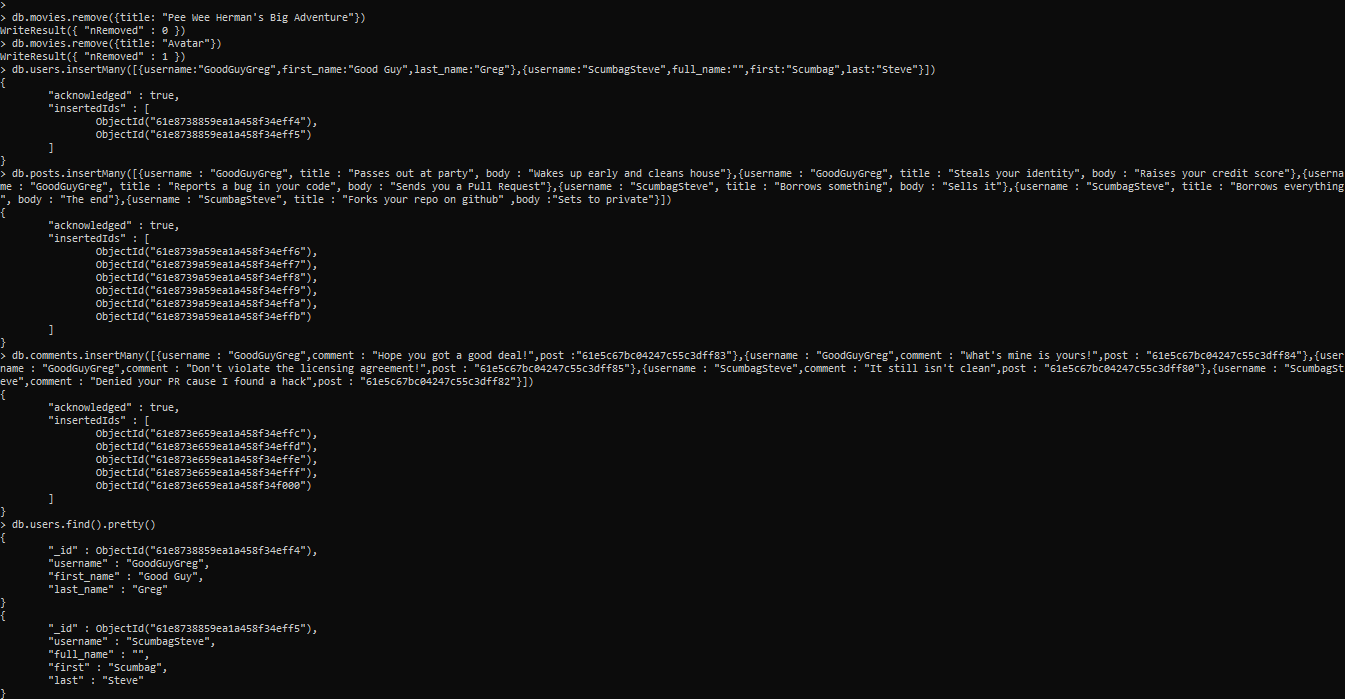 >
> db.movies.remove({title: "Pee Wee Herman's Big Adventure"})
WriteResult({ "nRemoved" : 0 })
> db.movies.remove({title: "Avatar"})
WriteResult({ "nRemoved" : 1 })
> db.users.insertMany([{username:"GoodGuyGreg",first_name:"Good Guy",last_name:"Greg"},{username:"ScumbagSteve",full_name:"",first:"Scumbag",last:"Steve"}])
{
        "acknowledged" : true,
        "insertedIds" : [
                ObjectId("61e8738859ea1a458f34eff4"),
                ObjectId("61e8738859ea1a458f34eff5")
        ]
}
> db.posts.insertMany([{username : "GoodGuyGreg", title : "Passes out at party", body : "Wakes up early and cleans house"},{username : "GoodGuyGreg", title : "Steals your identity", body : "Raises your credit score"},{userna
me : "GoodGuyGreg", title : "Reports a bug in your code", body : "Sends you a Pull Request"},{username : "ScumbagSteve", title : "Borrows something", body : "Sells it"},{username : "ScumbagSteve", title : "Borrows everything
", body : "The end"},{username : "ScumbagSteve", title : "Forks your repo on github" ,body :"Sets to private"}])
{
        "acknowledged" : true,
        "insertedIds" : [
                ObjectId("61e8739a59ea1a458f34eff6"),
                ObjectId("61e8739a59ea1a458f34eff7"),
                ObjectId("61e8739a59ea1a458f34eff8"),
                ObjectId("61e8739a59ea1a458f34eff9"),
                ObjectId("61e8739a59ea1a458f34effa"),
                ObjectId("61e8739a59ea1a458f34effb")
        ]
}
> db.comments.insertMany([{username : "GoodGuyGreg",comment : "Hope you got a good deal!",post :"61e5c67bc04247c55c3dff83"},{username : "GoodGuyGreg",comment : "What's mine is yours!",post : "61e5c67bc04247c55c3dff84"},{user
name : "GoodGuyGreg",comment : "Don't violate the licensing agreement!",post : "61e5c67bc04247c55c3dff85"},{username : "ScumbagSteve",comment : "It still isn't clean",post : "61e5c67bc04247c55c3dff80"},{username : "ScumbagSt
eve",comment : "Denied your PR cause I found a hack",post : "61e5c67bc04247c55c3dff82"}])
{
        "acknowledged" : true,
        "insertedIds" : [
                ObjectId("61e873e659ea1a458f34effc"),
                ObjectId("61e873e659ea1a458f34effd"),
                ObjectId("61e873e659ea1a458f34effe"),
                ObjectId("61e873e659ea1a458f34efff"),
                ObjectId("61e873e659ea1a458f34f000")
        ]
}
> db.users.find().pretty()
{
        "_id" : ObjectId("61e8738859ea1a458f34eff4"),
        "username" : "GoodGuyGreg",
        "first_name" : "Good Guy",
        "last_name" : "Greg"
}
{
        "_id" : ObjectId("61e8738859ea1a458f34eff5"),
        "username" : "ScumbagSteve",
        "full_name" : "",
        "first" : "Scumbag",
        "last" : "Steve"
}